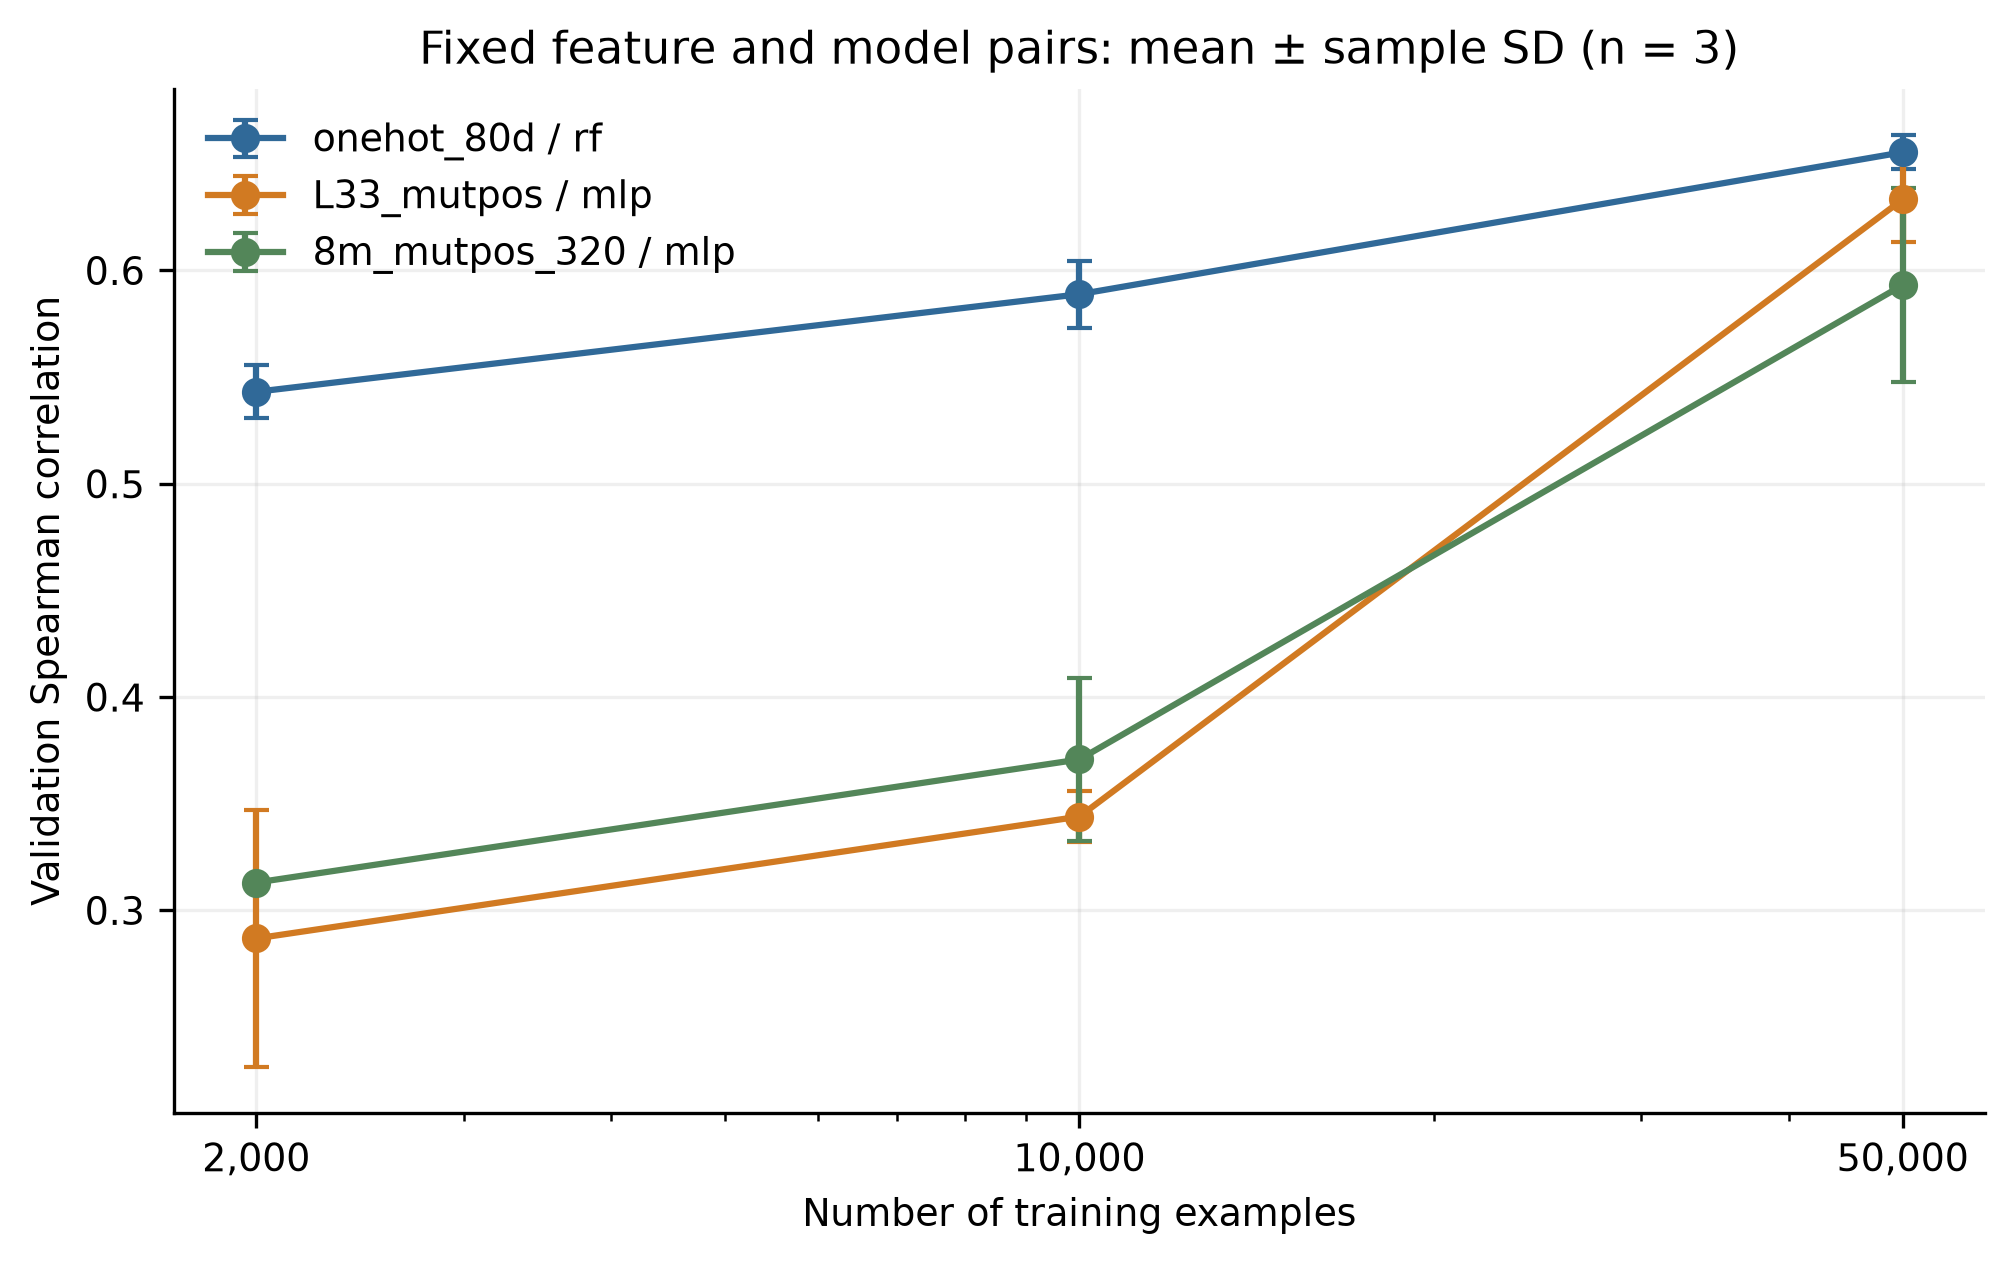 Fixed feature and model pairs: mean ± sample SD (n = 3)
onehot_80d / rf
L33_mutpos / mlp
8m_mutpos_320 / mlp
Validation Spearman correlation
0.6
0.5
0.4
0.3
2,000
10,000
50,000
Number of training examples